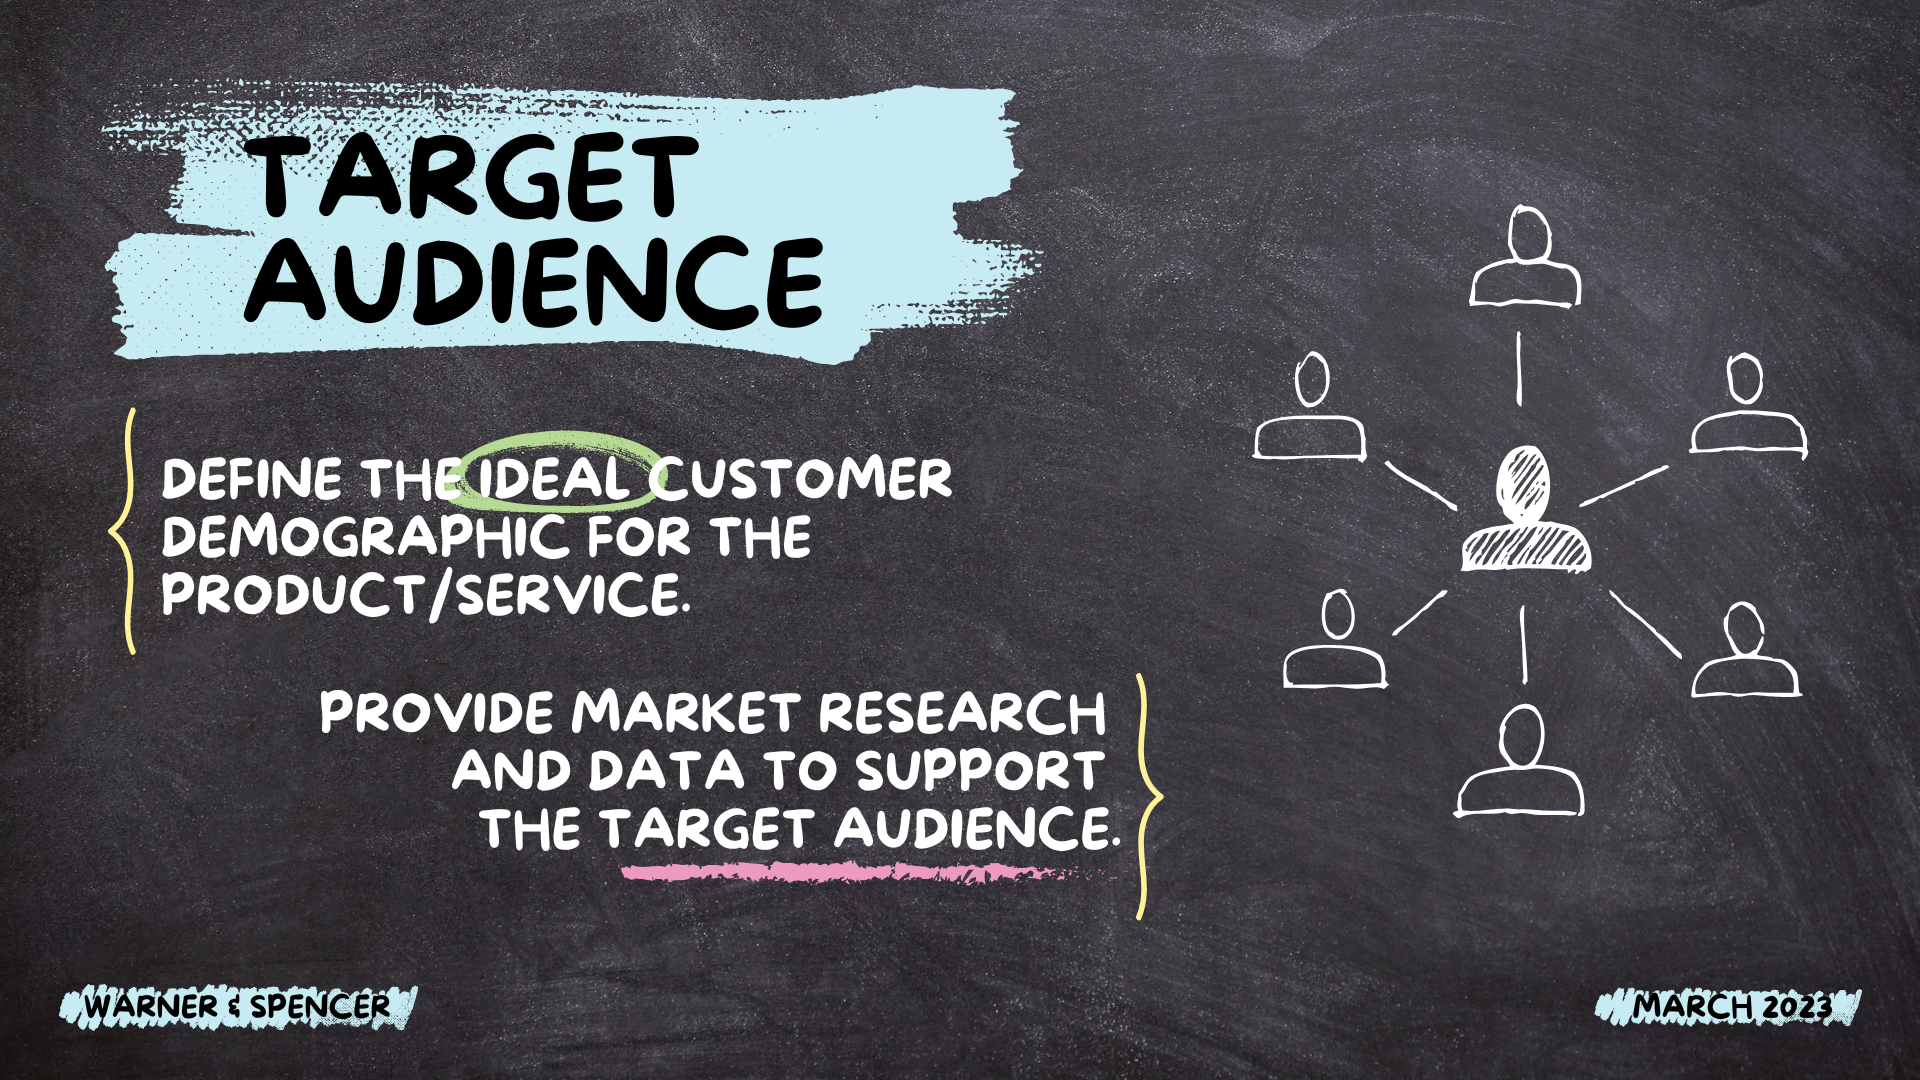 TARGET
AUDIENCE
DEFINE THE IDEAL CUSTOMER
DEMOGRAPHIC FOR THE
PRODUCT/SERVICE.
PROVIDE MARKET RESEARCH
AND DATA TO SUPPORT
THE TARGET AUDIENCE.
WARNER & SPENCER
MARCH 2023